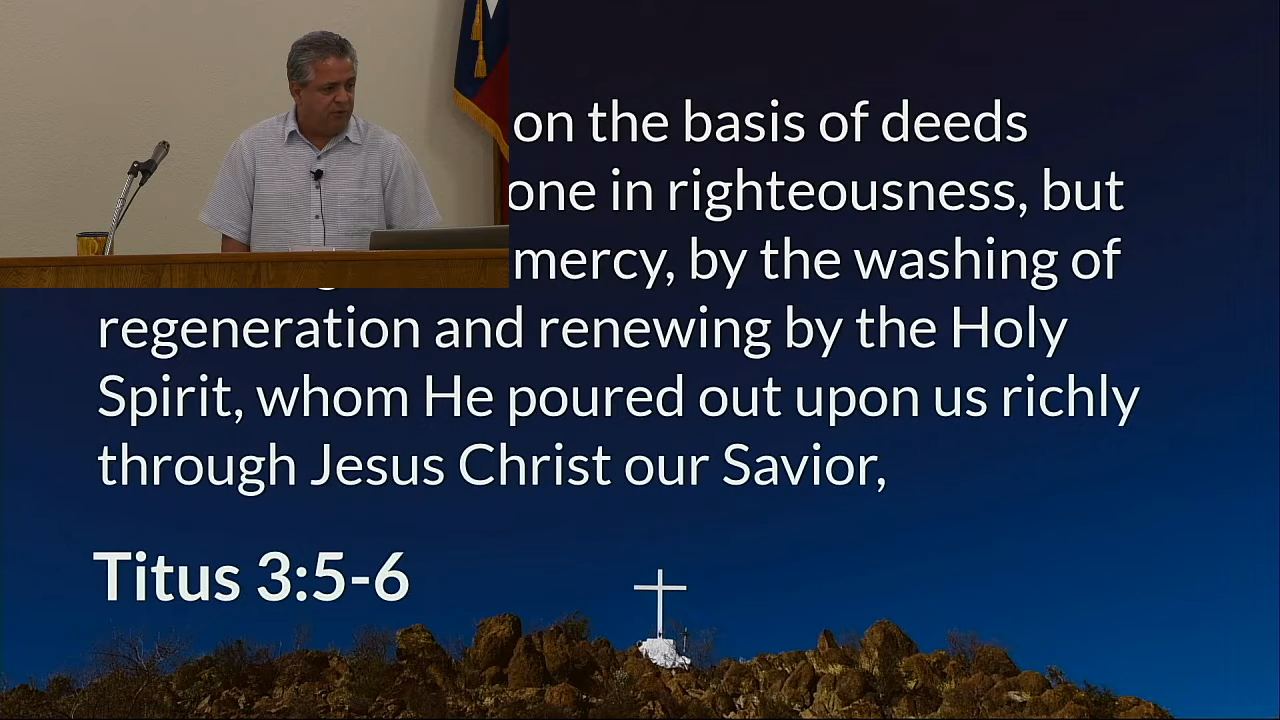 on the basis of deeds
one in righteousness, but
mercy, by the washing of
regeneration and renewing by the Holy
Spirit, whom He poured out upon us richly
through Jesus Christ our Savior,
Titus 3:5-6